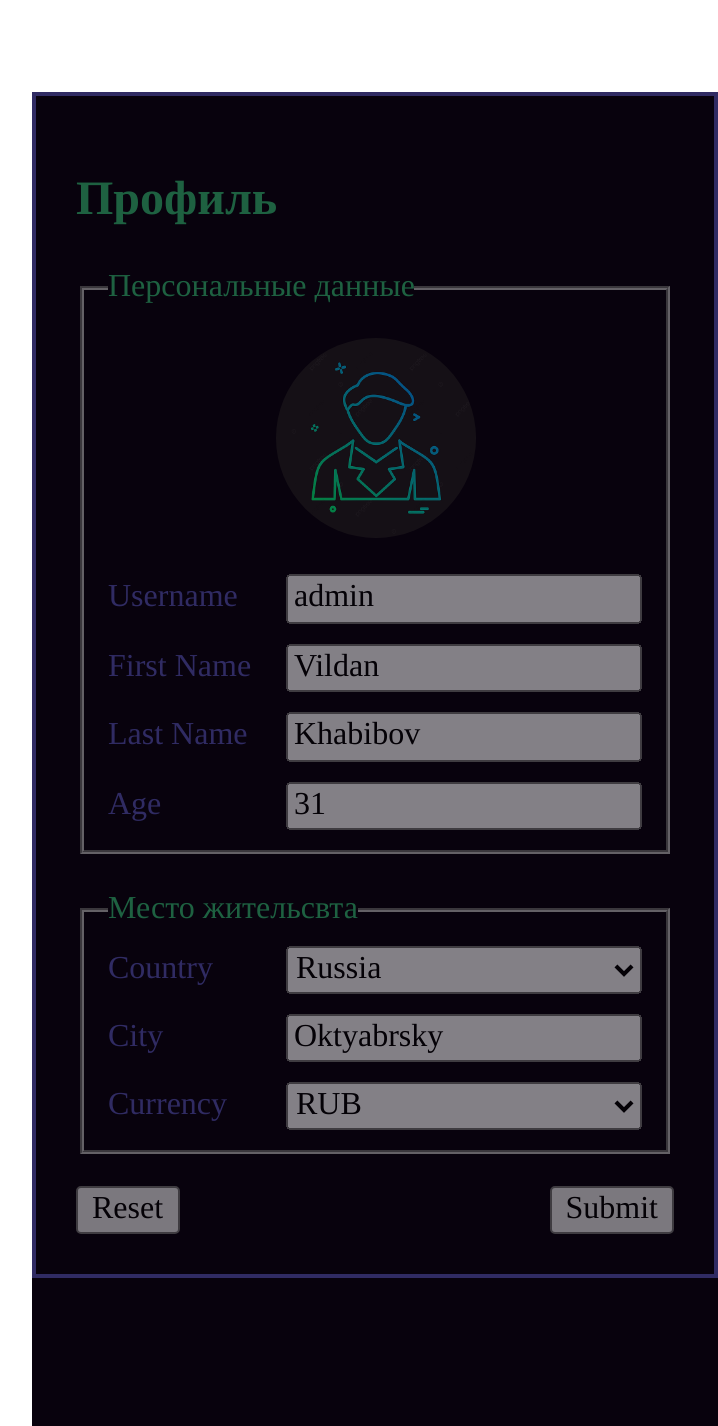 Профиль
Персональные данные
Username admin
First Name Vildan
Last Name Khabibov
Age 31
Место жительсвта
Country Russia
City Oktyabrsky
Currency RUB
Reset Submit